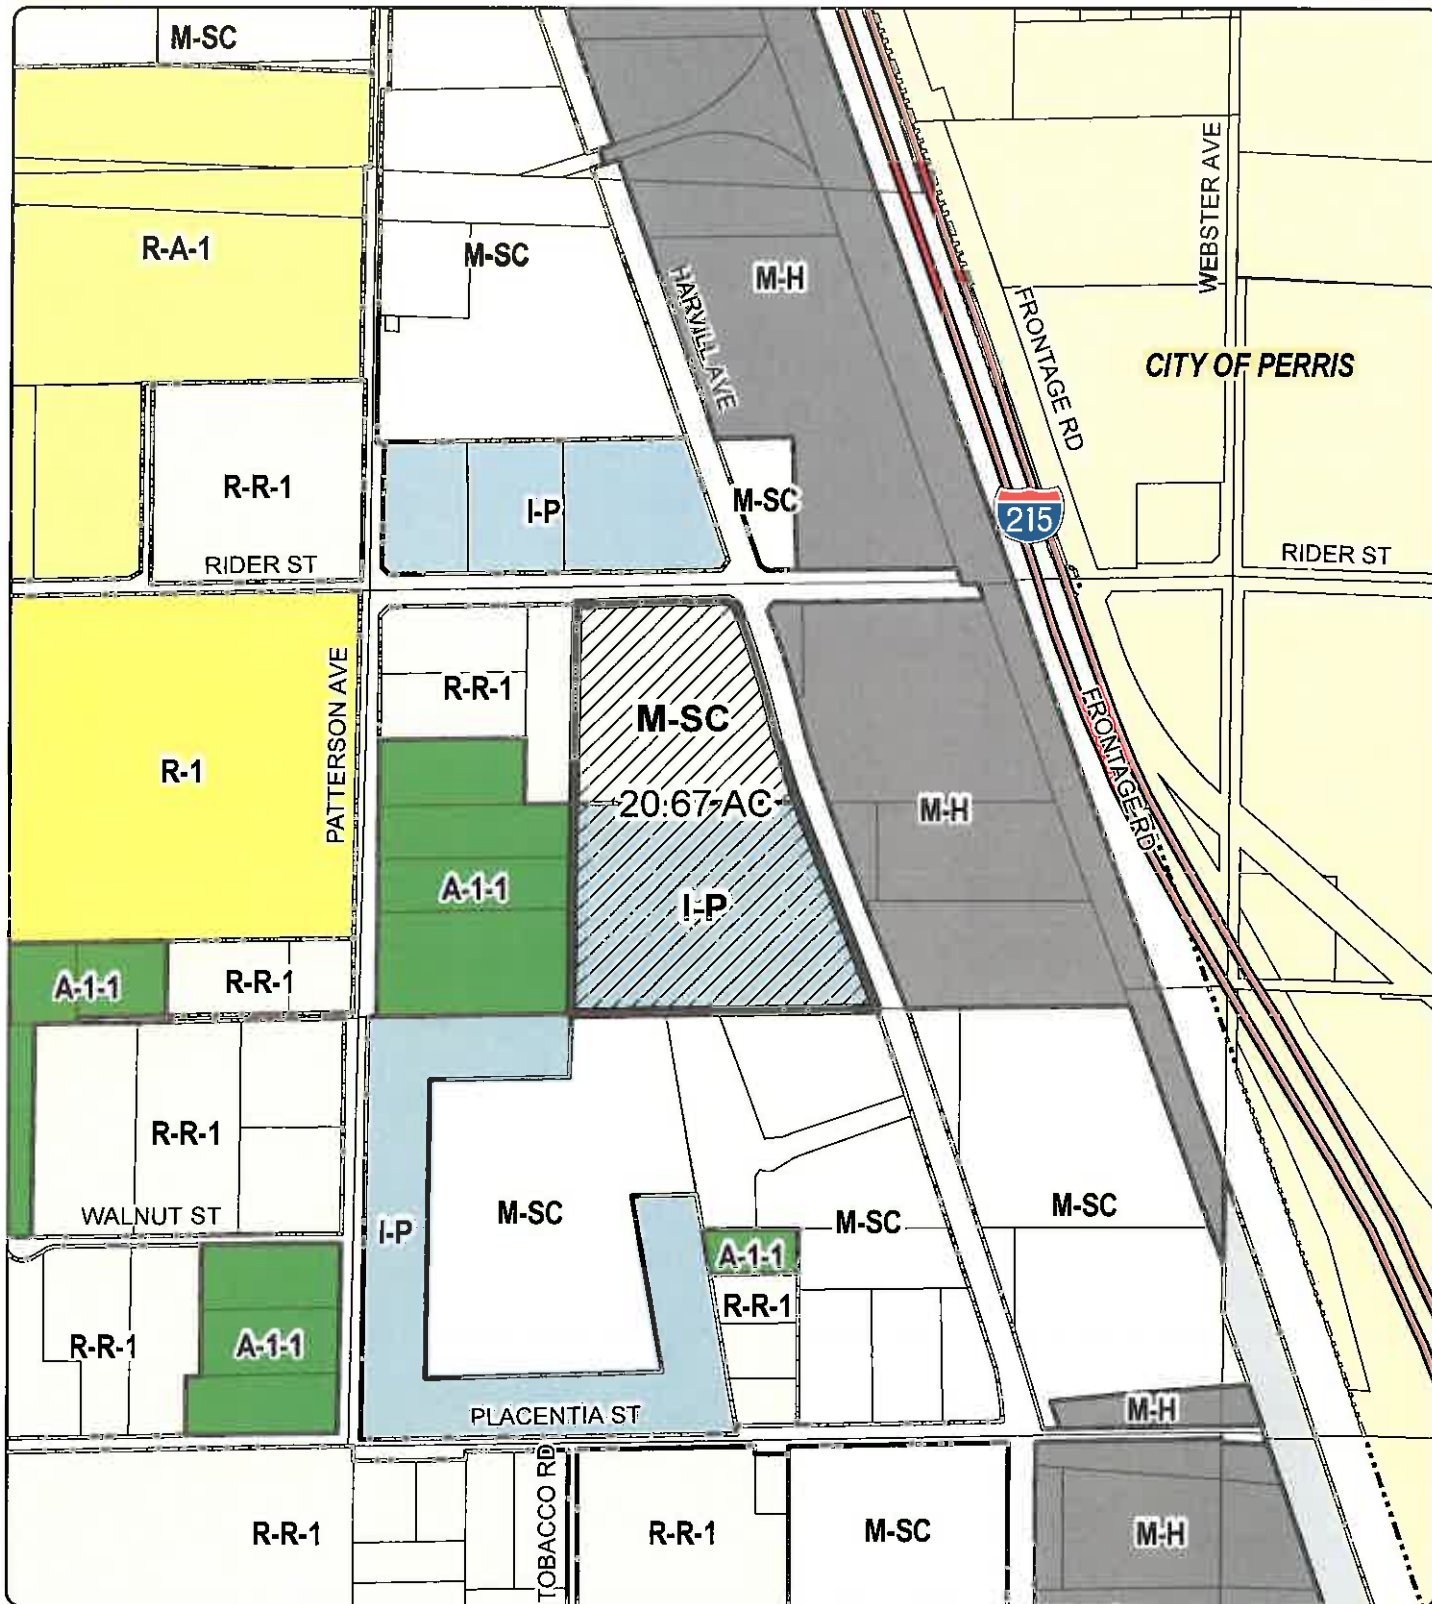 M-SC
WEBSTER AVE
R-A-1
M-SC
M-H
HARVILL AVE
FRONTAGE RD
CITY OF PERRIS
R-R-1
I-P
M-SC
215
RIDER ST
RIDER ST
PATTERSON AVE
R-R-1
M-SC
FRONTAGE RD
R-1
20.67 AC
M-H
A-1-1
I-P
A-1-1
R-R-1
R-R-1
WALNUT ST
I-P
M-SC
M-SC
M-SC
A-1-1
R-R-1
R-R-1
A-1-1
PLACENTIA ST
M-H
TOBACCO RD
R-R-1
R-R-1
M-SC
M-H